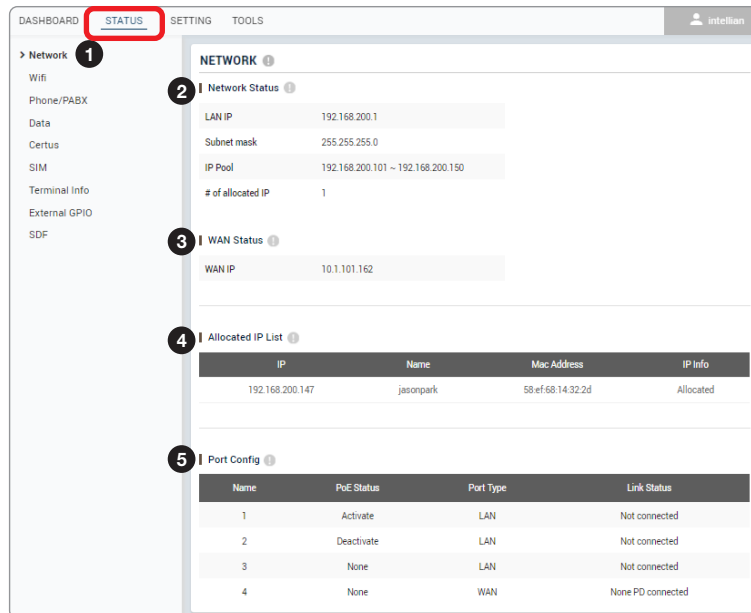 DASHBOARD STATUS SETTING TOOLS intellian
> Network 1
Wifi
Phone/PABX
Data
Certus
SIM
Terminal Info
External GPIO
SDF
NETWORK !
2 Network Status !
LAN IP 192.168.200.1
Subnet mask 255.255.255.0
IP Pool 192.168.200.101 ~ 192.168.200.150
# of allocated IP 1
3 WAN Status !
WAN IP 10.1.101.162
4 Allocated IP List !
IP Name Mac Address IP Info
192.168.200.147 jasonpark 58:ef:68:14:32:2d Allocated
5 Port Config !
Name PoE Status Port Type Link Status
1 Activate LAN Not connected
2 Deactivate LAN Not connected
3 None LAN Not connected
4 None WAN None PD connected